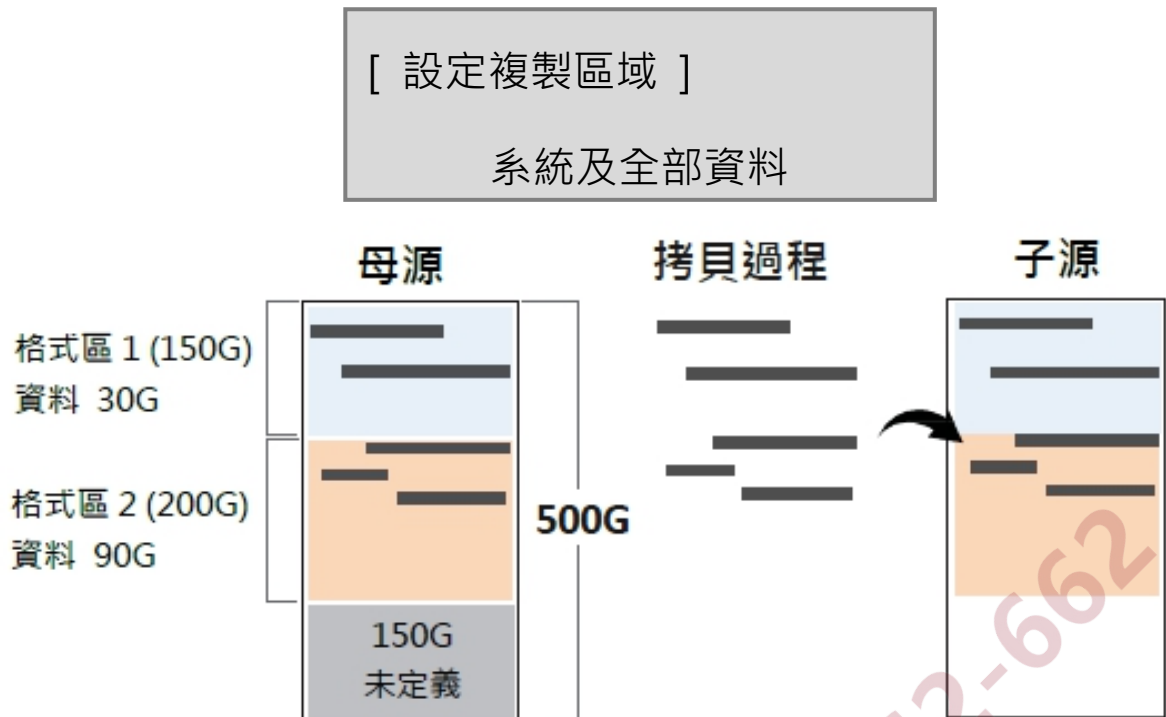 [ 設定複製區域 ]
系統及全部資料
母源
拷貝過程
子源
格式區 1 (150G)
資料 30G
格式區 2 (200G)
資料 90G
500G
150G
未定義
2-662